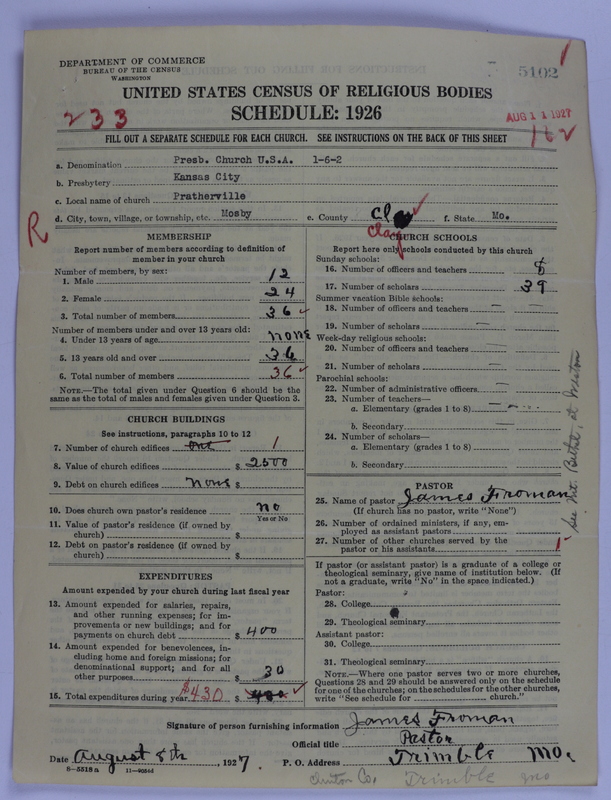 DEPARTMENT OF COMMERCE
BUREAU OF THE CENSUS
WASHINGTON
5102
UNITED STATES CENSUS OF RELIGIOUS BODIES
SCHEDULE: 1926
233
AUG 11 1927
162
FILL OUT A SEPARATE SCHEDULE FOR EACH CHURCH. SEE INSTRUCTIONS ON THE BACK OF THIS SHEET
a. Denomination Presb. Church U.S.A. 1-6-2
b. Presbytery Kansas City
c. Local name of church Pratherville
d. City, town, village, or township, etc. Mosby e. County Clay f. State Mo.
R
MEMBERSHIP
Report number of members according to definition of
member in your church
Number of members, by sex:
1. Male 12
2. Female 24
3. Total number of members 36
Number of members under and over 13 years old:
4. Under 13 years of age none
5. 13 years old and over 36
6. Total number of members 36
NOTE.—The total given under Question 6 should be the
same as the total of males and females given under Question 3.
CHURCH BUILDINGS
See instructions, paragraphs 10 to 12
7. Number of church edifices one 1
8. Value of church edifices $ 2500
9. Debt on church edifices none $
10. Does church own pastor's residence no
Yes or No
11. Value of pastor's residence (if owned by
church) $
12. Debt on pastor's residence (if owned by
church) $
EXPENDITURES
Amount expended by your church during last fiscal year
13. Amount expended for salaries, repairs,
and other running expenses; for im-
provements or new buildings; and for
payments on church debt $ 400
14. Amount expended for benevolences, in-
cluding home and foreign missions; for
denominational support; and for all
other purposes $ 30
15. Total expenditures during year $430 $
CHURCH SCHOOLS
Report here only schools conducted by this church
Sunday schools:
16. Number of officers and teachers 8
17. Number of scholars 39
Summer vacation Bible schools:
18. Number of officers and teachers —
19. Number of scholars —
Week-day religious schools:
20. Number of officers and teachers —
21. Number of scholars —
Parochial schools:
22. Number of administrative officers —
23. Number of teachers—
a. Elementary (grades 1 to 8) —
b. Secondary —
24. Number of scholars—
a. Elementary (grades 1 to 8) —
b. Secondary —
PASTOR
25. Name of pastor James Froman
(If church has no pastor, write "None")
26. Number of ordained ministers, if any, em-
ployed as assistant pastors
27. Number of other churches served by the
pastor or his assistants 1
If pastor (or assistant pastor) is a graduate of a college or
theological seminary, give name of institution below. (If
not a graduate, write "No" in the space indicated.)
Pastor:
28. College
29. Theological seminary
Assistant pastor:
30. College
31. Theological seminary
NOTE.—Where one pastor serves two or more churches,
Questions 28 and 29 should be answered only on the schedule
for one of the churches; on the schedules for the other churches,
write "See schedule for church."
See Mt. Bethel, at Weston
Signature of person furnishing information James Froman
Official title Pastor
Date August 8th, 1927 P. O. Address Trimble Mo.
8-5518a 11-9056d
Clinton Co. Trimble Mo